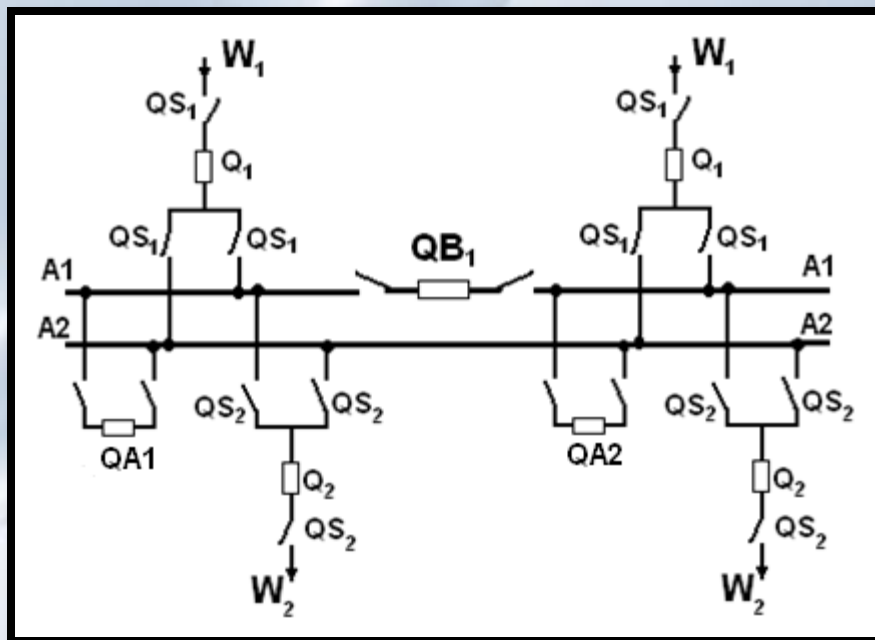 W1 W1
QS1 QS1
Q1 Q1
QS1 QS1 QB1 QS1 QS1
A1 A1
A2 A2
QS2 QS2 QS2 QS2
QA1 QA2
Q2 Q2
QS2 QS2
W2 W2